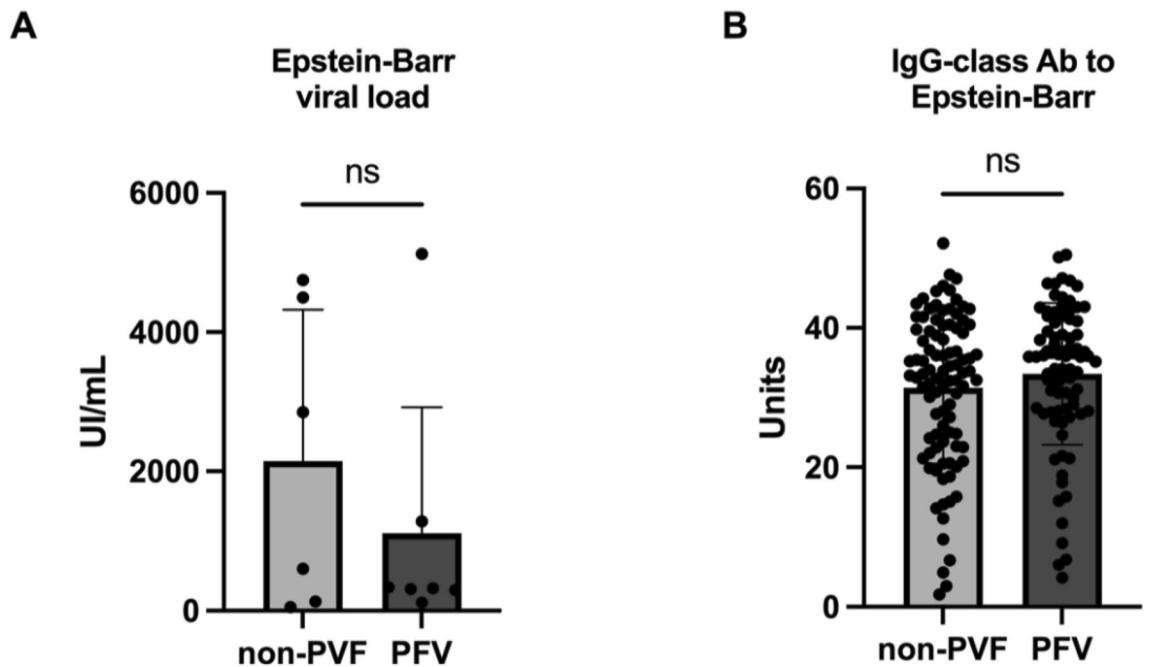 A
Epstein-Barr
viral load
ns
6000
4000
2000
0
UI/mL
non-PVF
PFV
B
IgG-class Ab to
Epstein-Barr
ns
60
40
20
0
Units
non-PVF
PFV